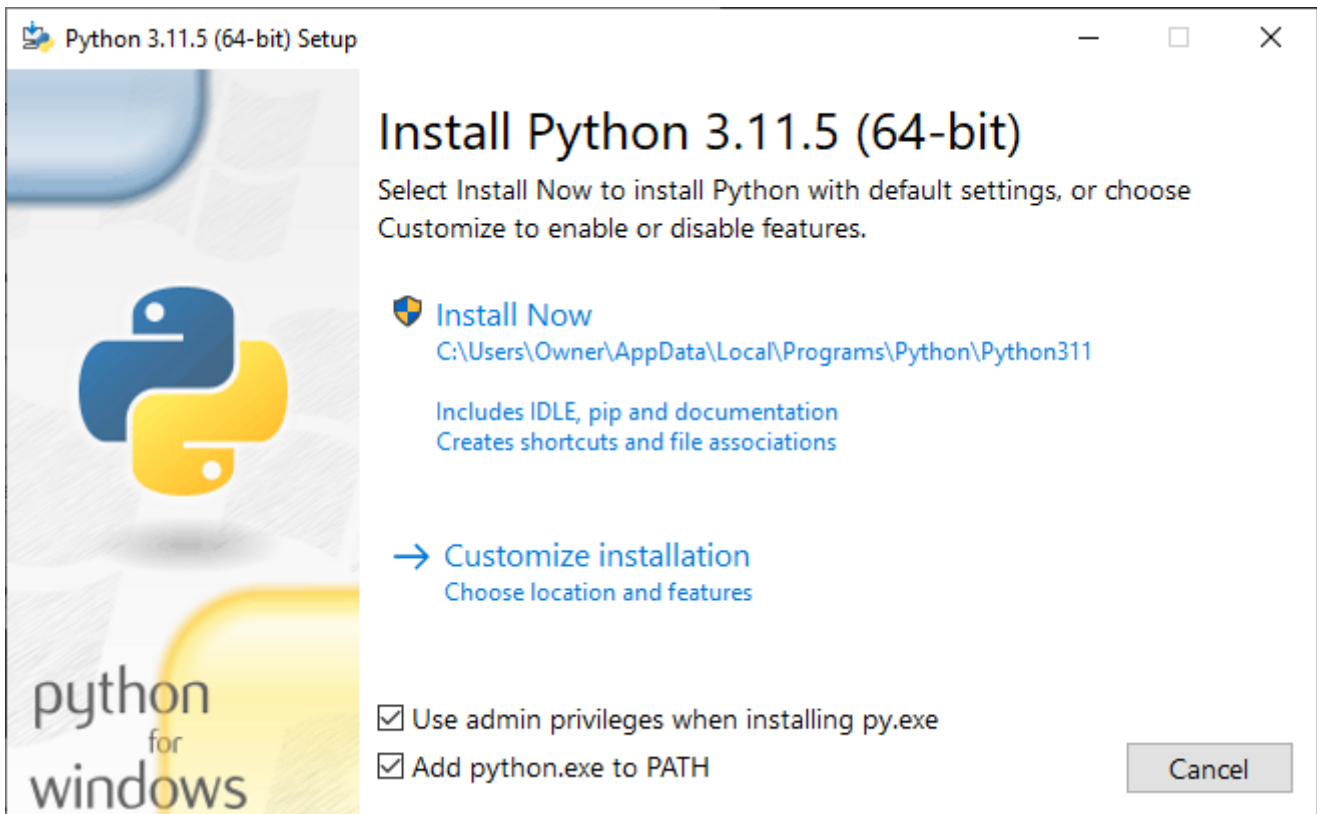 Python 3.11.5 (64-bit) Setup
Install Python 3.11.5 (64-bit)
Select Install Now to install Python with default settings, or choose
Customize to enable or disable features.
Install Now
C:\Users\Owner\AppData\Local\Programs\Python\Python311
Includes IDLE, pip and documentation
Creates shortcuts and file associations
Customize installation
Choose location and features
python
for
windows
Use admin privileges when installing py.exe
Add python.exe to PATH
Cancel